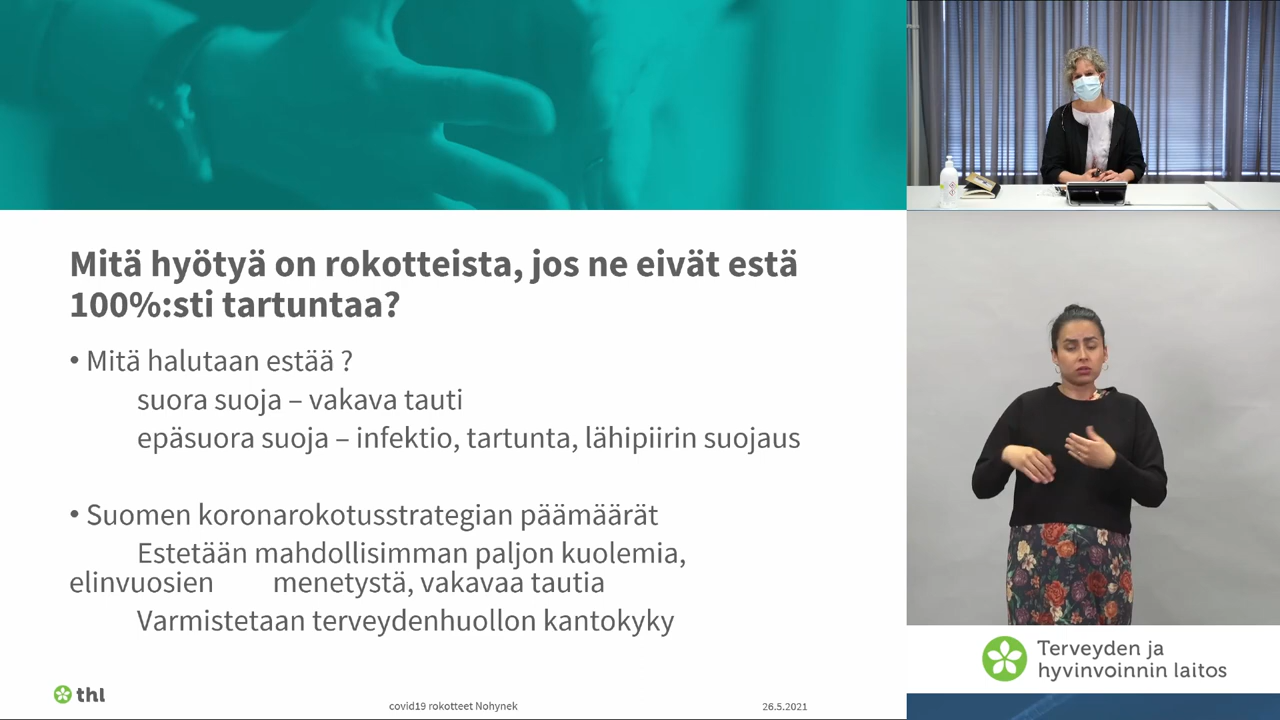 Mitä hyötyä on rokotteista, jos ne eivät estä
100%:sti tartuntaa?
• Mitä halutaan estää ?
suora suoja – vakava tauti
epäsuora suoja – infektio, tartunta, lähipiirin suojaus
• Suomen koronarokotusstrategian päämäärät
Estetään mahdollisimman paljon kuolemia,
elinvuosien menetystä, vakavaa tautia
Varmistetaan terveydenhuollon kantokyky
thl
covid19 rokotteet Nohynek
26.5.2021
Terveyden ja
hyvinvoinnin laitos